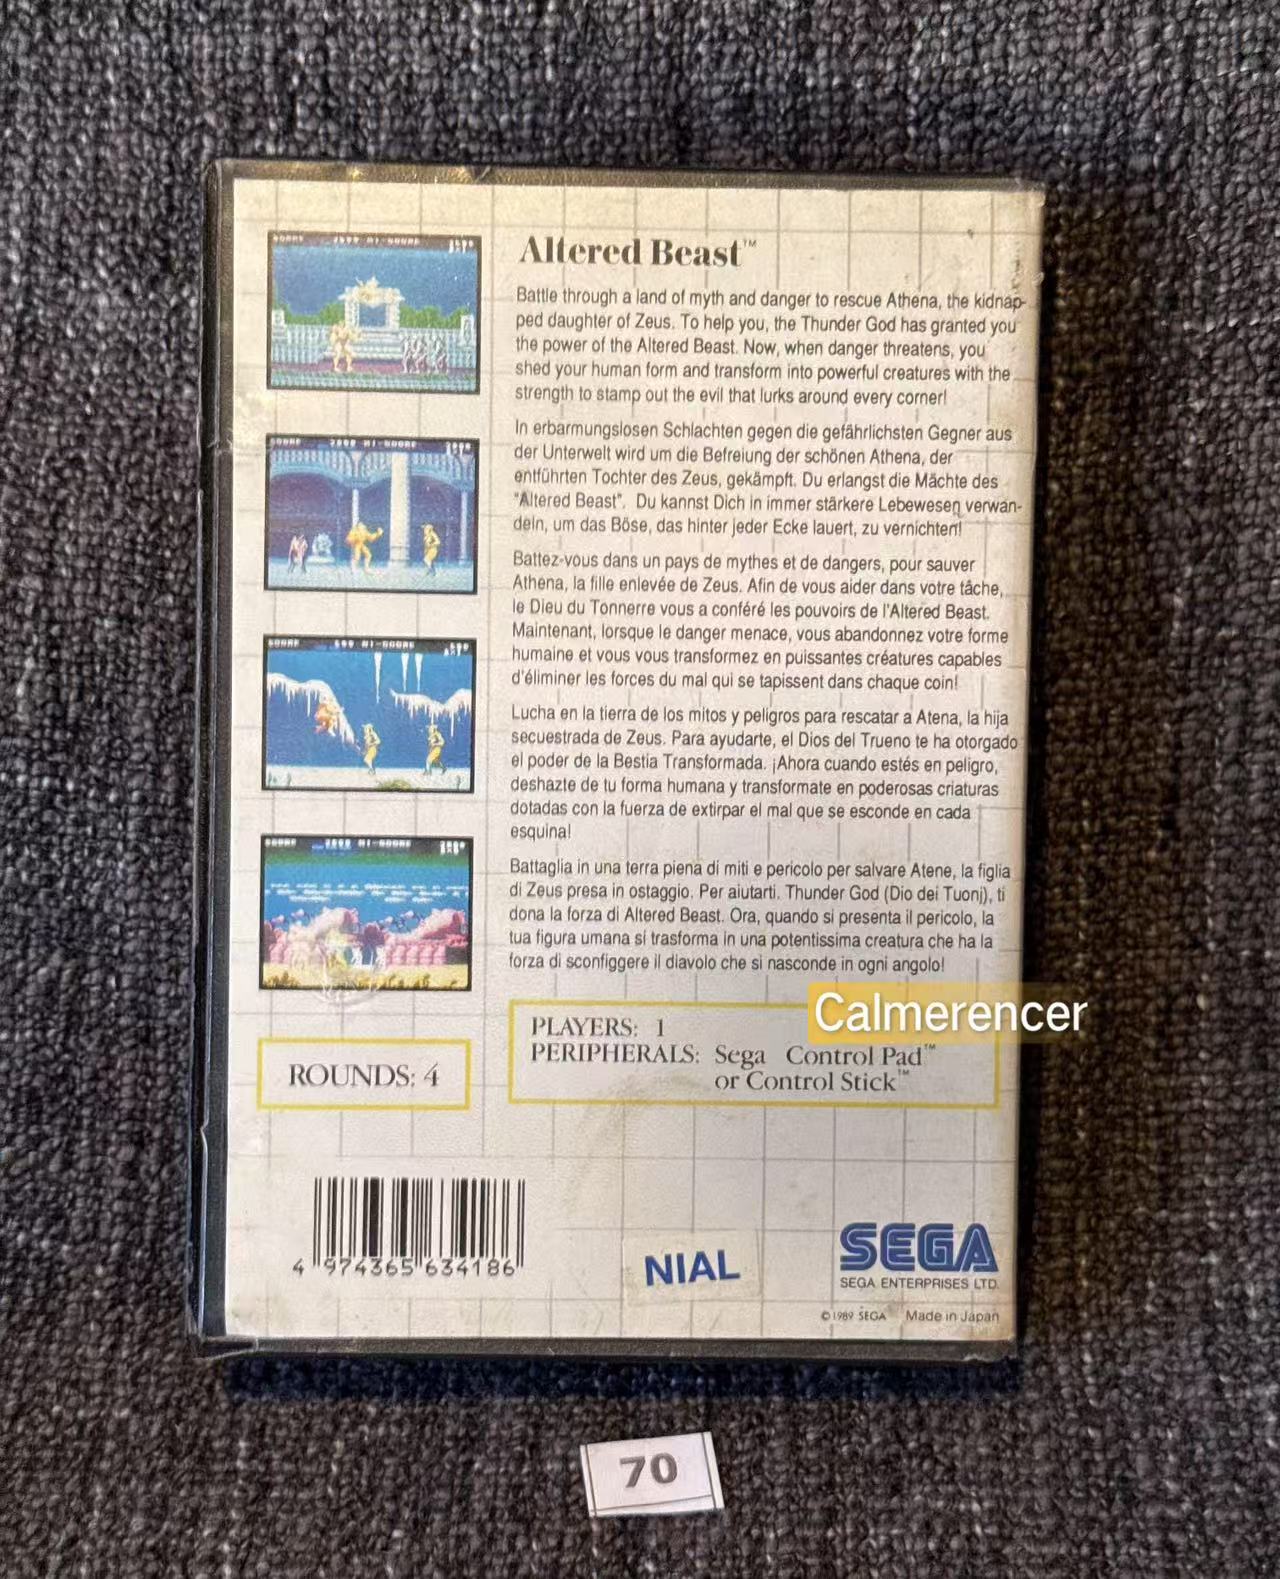 Altered Beast™
Battle through a land of myth and danger to rescue Athena, the kidnap-
ped daughter of Zeus. To help you, the Thunder God has granted you
the power of the Altered Beast. Now, when danger threatens, you
shed your human form and transform into powerful creatures with the
strength to stamp out the evil that lurks around every corner!
In erbarmungslosen Schlachten gegen die gefährlichsten Gegner aus
der Unterwelt wird um die Befreiung der schönen Athena, der
entführten Tochter des Zeus, gekämpft. Du erlangst die Mächte des
"Altered Beast". Du kannst Dich in immer stärkere Lebewesen verwan-
deln, um das Böse, das hinter jeder Ecke lauert, zu vernichten!
Battez-vous dans un pays de mythes et de dangers, pour sauver
Athena, la fille enlevée de Zeus. Afin de vous aider dans votre tâche,
le Dieu du Tonnerre vous a conféré les pouvoirs de l'Altered Beast.
Maintenant, lorsque le danger menace, vous abandonnez votre forme
humaine et vous vous transformez en puissantes créatures capables
d'éliminer les forces du mal qui se tapissent dans chaque coin!
Lucha en la tierra de los mitos y peligros para rescatar a Atena, la hija
secuestrada de Zeus. Para ayudarte, el Dios del Trueno te ha otorgado
el poder de la Bestia Transformada. ¡Ahora cuando estés en peligro,
deshazte de tu forma humana y transformate en poderosas criaturas
dotadas con la fuerza de extirpar el mal que se esconde en cada
esquina!
Battaglia in una terra piena di miti e pericolo per salvare Atene, la figlia
di Zeus presa in ostaggio. Per aiutarti. Thunder God (Dio dei Tuoni), ti
dona la forza di Altered Beast. Ora, quando si presenta il pericolo, la
tua figura umana si trasforma in una potentissima creatura che ha la
forza di sconfiggere il diavolo che si nasconde in ogni angolo!
Calmerencer
PLAYERS: 1
PERIPHERALS: Sega Control Pad™
or Control Stick™
ROUNDS: 4
4 974365 634186
NIAL
SEGA
SEGA ENTERPRISES LTD.
©1989 SEGA Made in Japan
70